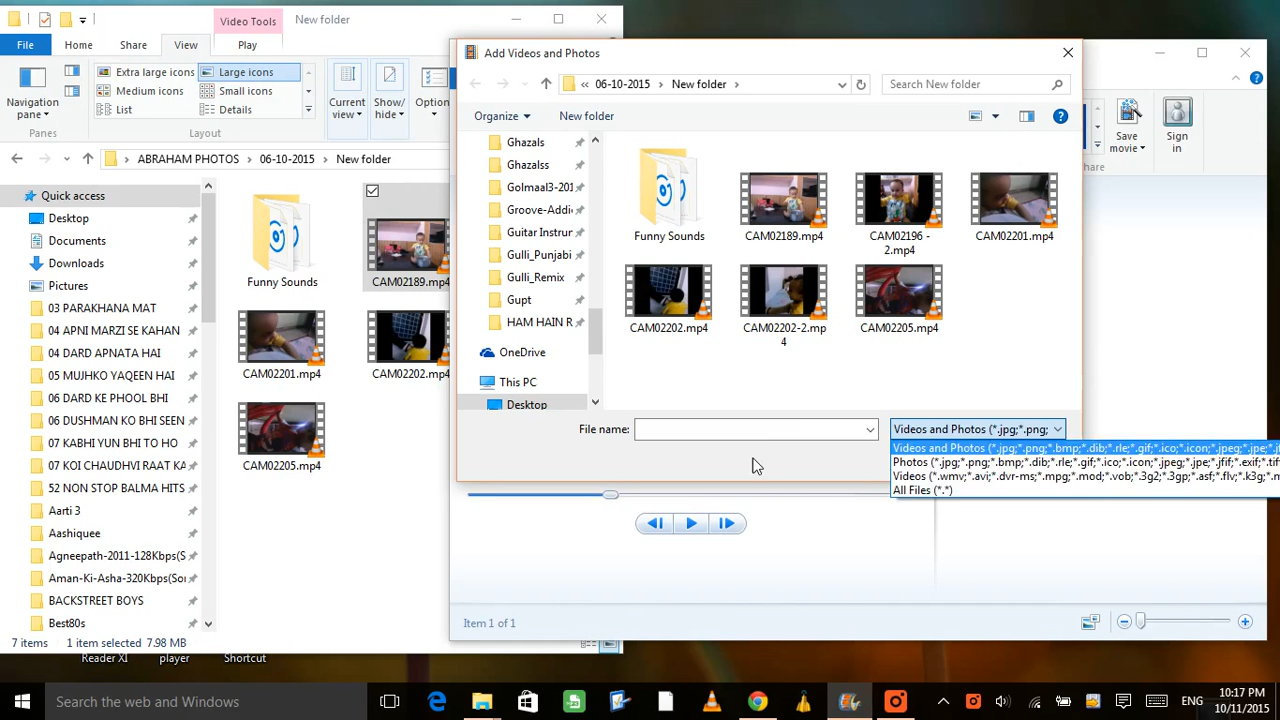 Video Tools
New folder
File
Home
Share
View
Play
Navigation
pane
Extra large icons
Large icons
Medium icons
Small icons
List
Details
Current
view
Show/
hide
Option
Panes
Layout
ABRAHAM PHOTOS
06-10-2015
New folder
Quick access
Desktop
Documents
Downloads
Pictures
03 PARAKHANA MAT
04 APNI MARZI SE KAHAN
04 DARD APNATA HAI
05 MUJHKO YAQEEN HAI
06 DARD KE PHOOL BHI
06 DUSHMAN KO BHI SEEN
07 KABHI YUN BHI TO HO
07 KOI CHAUDHVI RAAT
08 NON STOP BALMA HITS
Aarti 3
Aashiquee
Agneepath-2011-128Kbps(S
Aman-Ki-Asha-320Kbps(Sor
BACKSTREET BOYS
Best80s
Funny Sounds
CAM02189.mp4
CAM02201.mp4
CAM02202.mp4
CAM02205.mp4
7 items
1 item selected 7.98 MB
Add Videos and Photos
« 06-10-2015
New folder
Search New folder
Organize
New folder
Ghazals
Ghazalss
Golmaal3-201
Groove-Addi
Guitar Instrur
Gulli_Punjabi
Gulli_Remix
Gupt
HAM HAIN R
OneDrive
This PC
Desktop
Funny Sounds
CAM02189.mp4
CAM02196 -
2.mp4
CAM02201.mp4
CAM02202.mp4
CAM02202-2.mp
4
CAM02205.mp4
File name:
Videos and Photos (*.jpg;*.png;
Videos and Photos (*.jpg;*.png;*.bmp;*.dib;*.rle;*.gif;*.ico;*.icon;*.jpeg;*.jpe;*.j
Photos (*.jpg;*.png;*.bmp;*.dib;*.rle;*.gif;*.ico;*.icon;*.jpeg;*.jpe;*.jfif;*.exif;*.tif
Videos (*.wmv;*.avi;*.dvr-ms;*.mpg;*.mod;*.vob;*.3g2;*.3gp;*.asf;*.flv;*.k3g;*.m
All Files (*.*)
Save
movie
Sign
in
hare
Item 1 of 1
Reader XI
player
Shortcut
Search the web and Windows
ENG
10:17 PM
10/11/2015